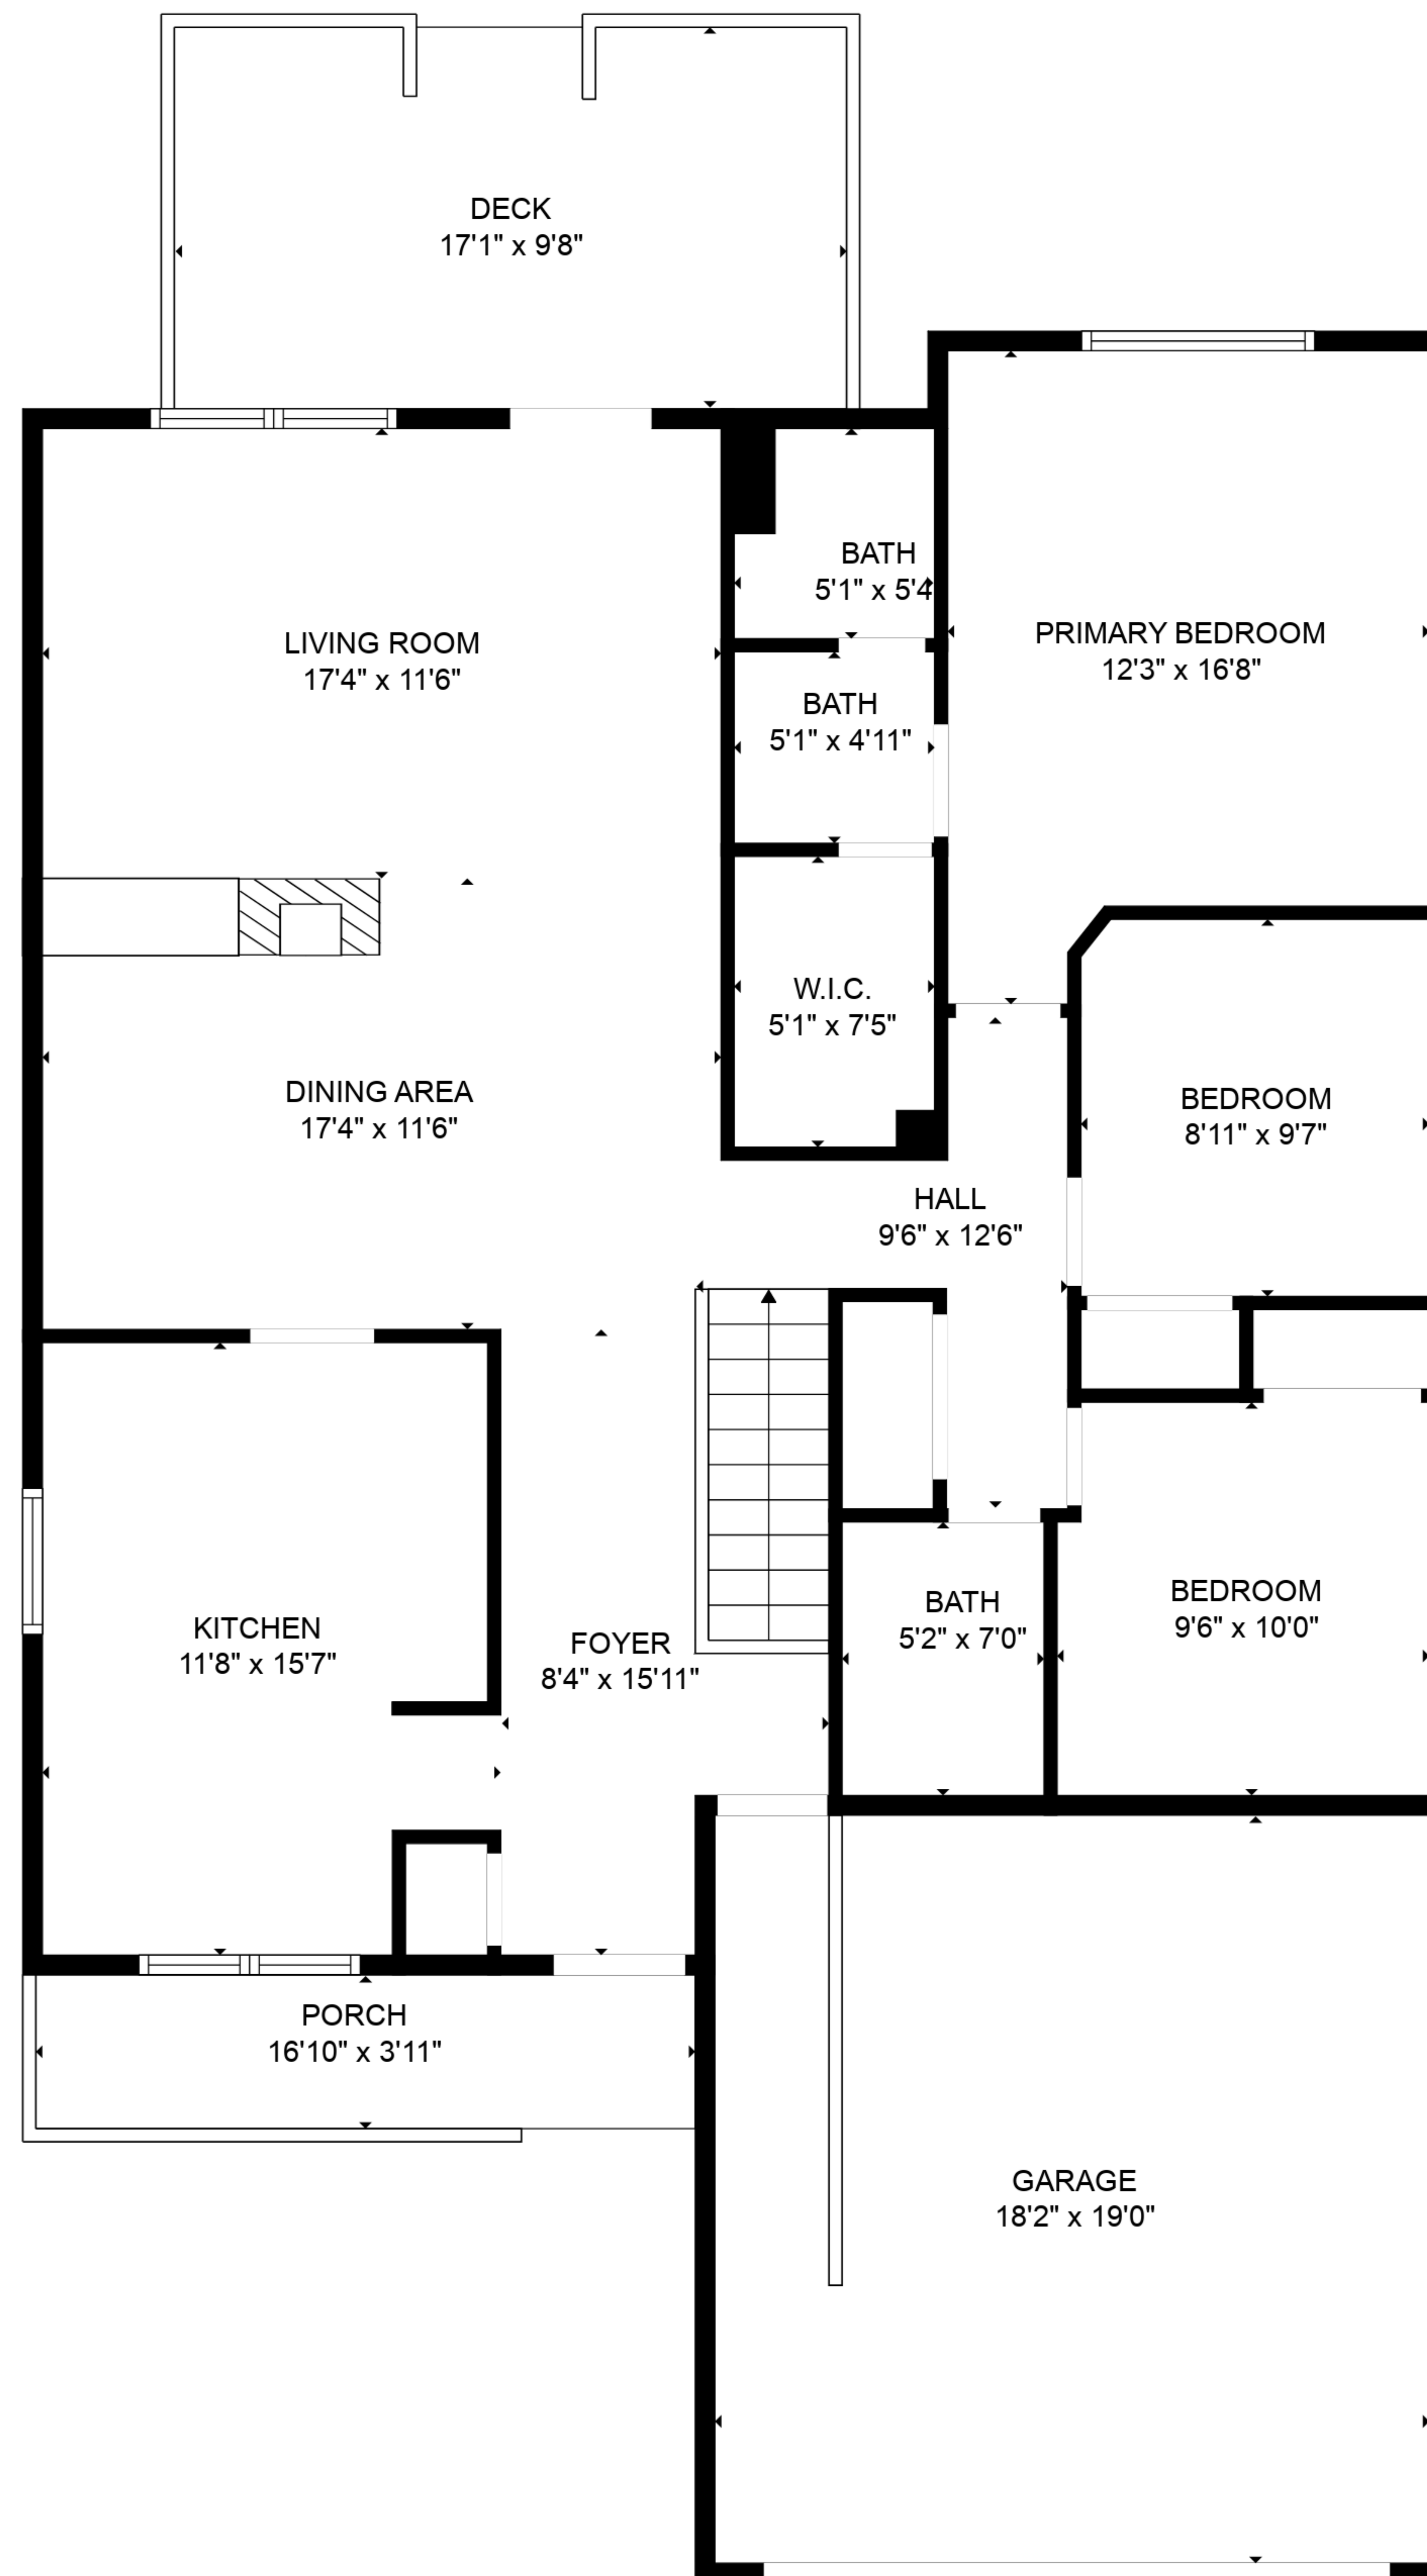 DECK
17'1" x 9'8"
BATH
5'1" x 5'4
LIVING ROOM
17'4" x 11'6"
PRIMARY BEDROOM
12'3" x 16'8"
BATH
5'1" x 4'11"
W.I.C.
5'1" x 7'5"
DINING AREA
17'4" x 11'6"
BEDROOM
8'11" x 9'7"
HALL
9'6" x 12'6"
KITCHEN
11'8" x 15'7"
FOYER
8'4" x 15'11"
BATH
5'2" x 7'0"
BEDROOM
9'6" x 10'0"
PORCH
16'10" x 3'11"
GARAGE
18'2" x 19'0"